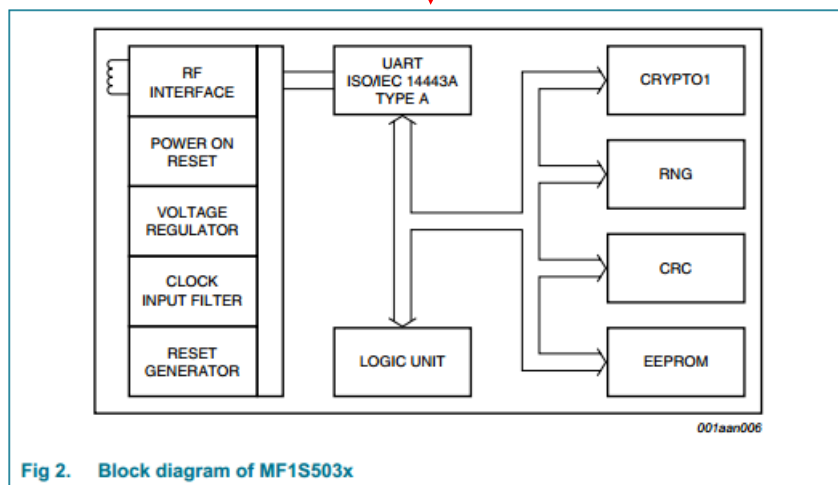 RF
INTERFACE
POWER ON
RESET
VOLTAGE
REGULATOR
CLOCK
INPUT FILTER
RESET
GENERATOR
UART
ISO/IEC 14443A
TYPE A
LOGIC UNIT
CRYPTO1
RNG
CRC
EEPROM
001aan006
Fig 2. Block diagram of MF1S503x